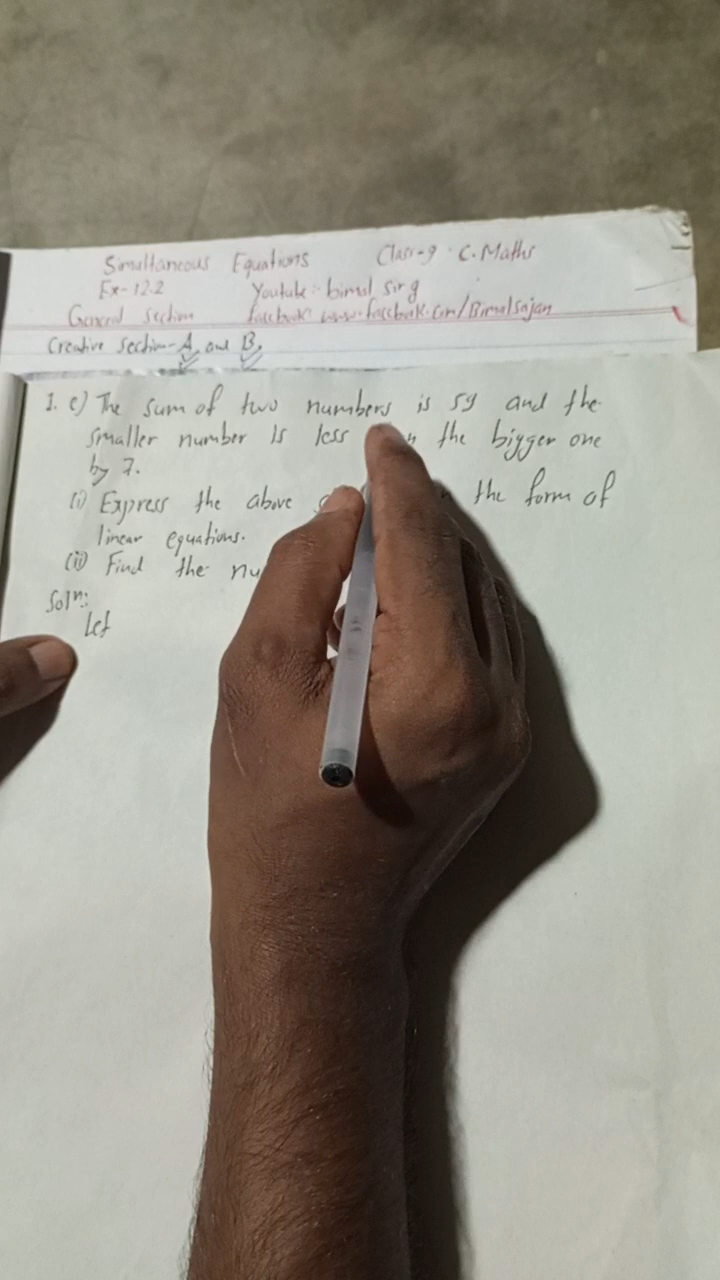 Simultaneous Equations Class-9 C. Maths
Ex-12.2 Youtube:- bimal sir g
General Section facebook: www.facebook.com/Bimalsajan
Creative Section-A, and B.
1. e) The sum of two numbers is 59 and the
smaller number is less the bigger one
by 7.
(i) Express the above the form of
linear equations.
(ii) Find the
Solⁿ:
Let